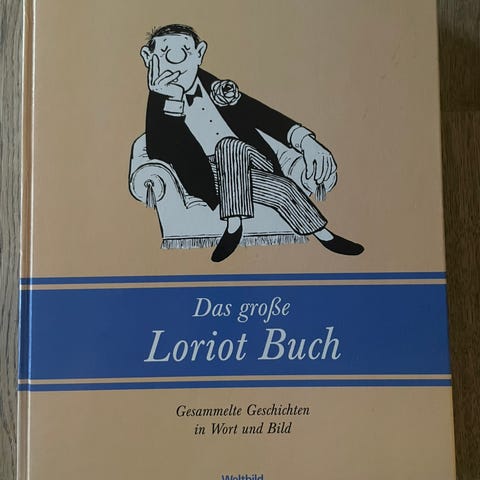 Das große
Loriot Buch
Gesammelte Geschichten
in Wort und Bild
Weltbild